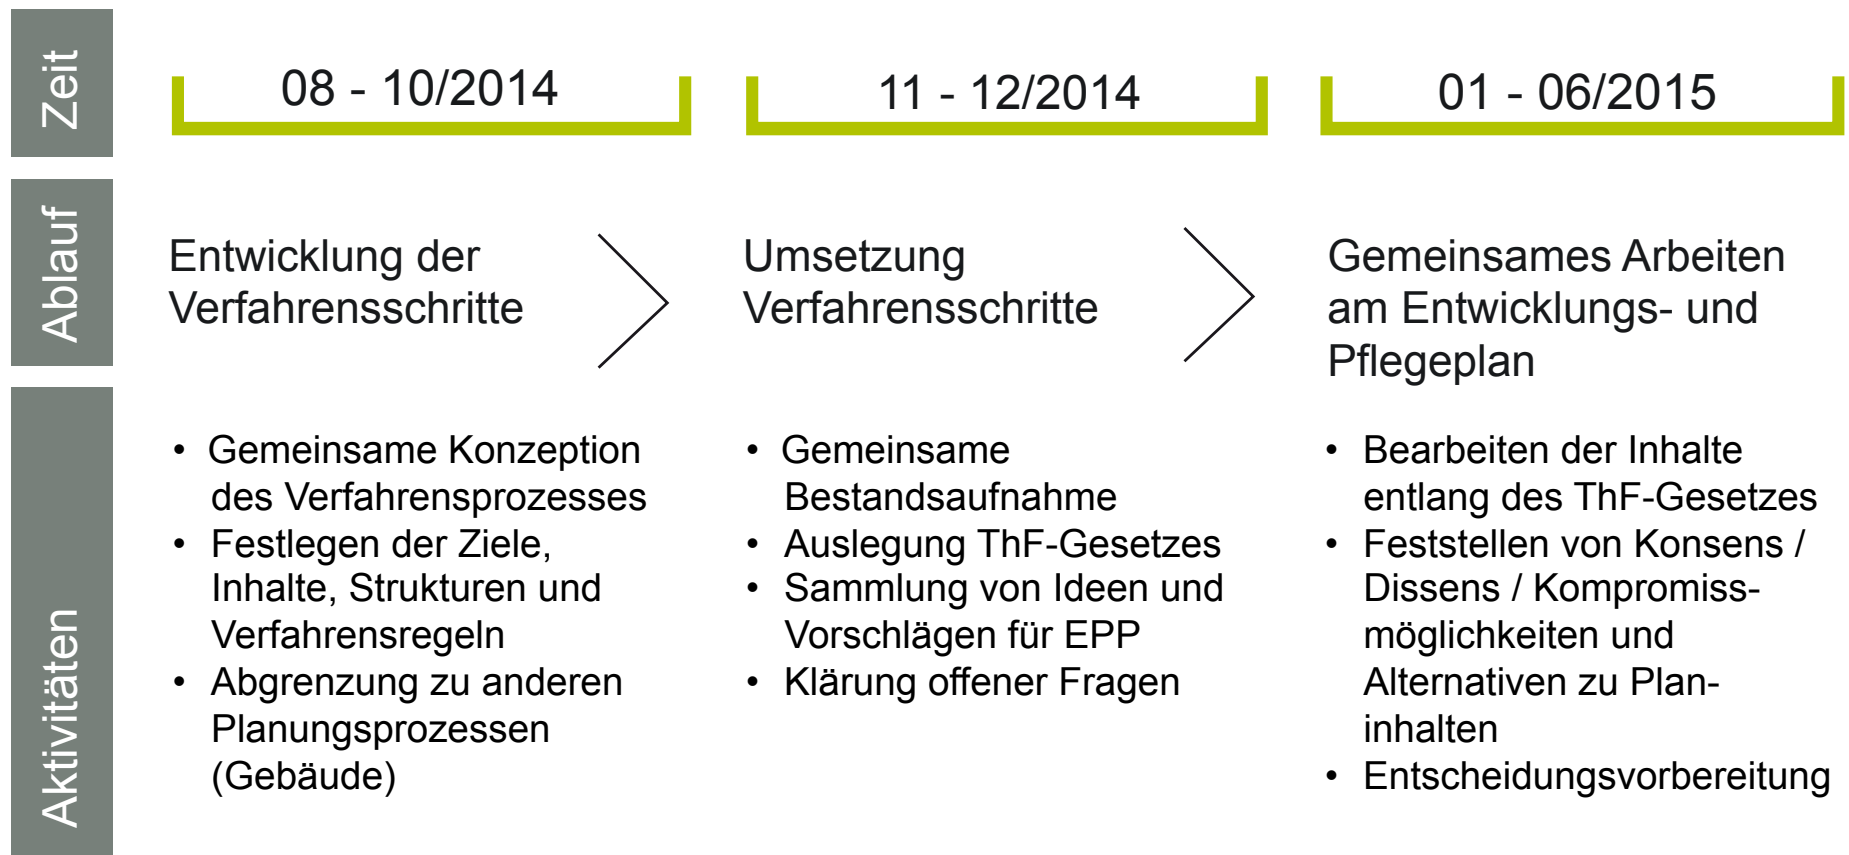 Zeit
08 - 10/2014
11 - 12/2014
01 - 06/2015
Ablauf
Entwicklung der
Verfahrensschritte
Umsetzung
Verfahrensschritte
Gemeinsames Arbeiten
am Entwicklungs- und
Pflegeplan
Aktivitäten
• Gemeinsame Konzeption
des Verfahrensprozesses
• Festlegen der Ziele,
Inhalte, Strukturen und
Verfahrensregeln
• Abgrenzung zu anderen
Planungsprozessen
(Gebäude)
• Gemeinsame
Bestandsaufnahme
• Auslegung ThF-Gesetzes
• Sammlung von Ideen und
Vorschlägen für EPP
• Klärung offener Fragen
• Bearbeiten der Inhalte
entlang des ThF-Gesetzes
• Feststellen von Konsens /
Dissens / Kompromiss-
möglichkeiten und
Alternativen zu Plan-
inhalten
• Entscheidungsvorbereitung